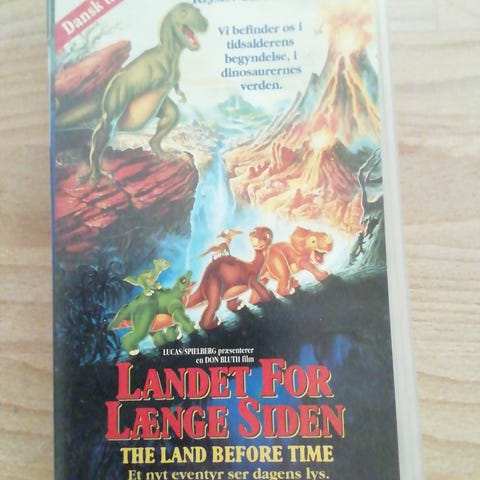 Dansk
Vi befinder os i
tidsalderens
begyndelse, i
dinosaurernes
verden.
LUCAS/SPIELBERG præsenterer
en DON BLUTH film
LANDET FOR
LÆNGE SIDEN
THE LAND BEFORE TIME
Et nyt eventyr ser dagens lys.